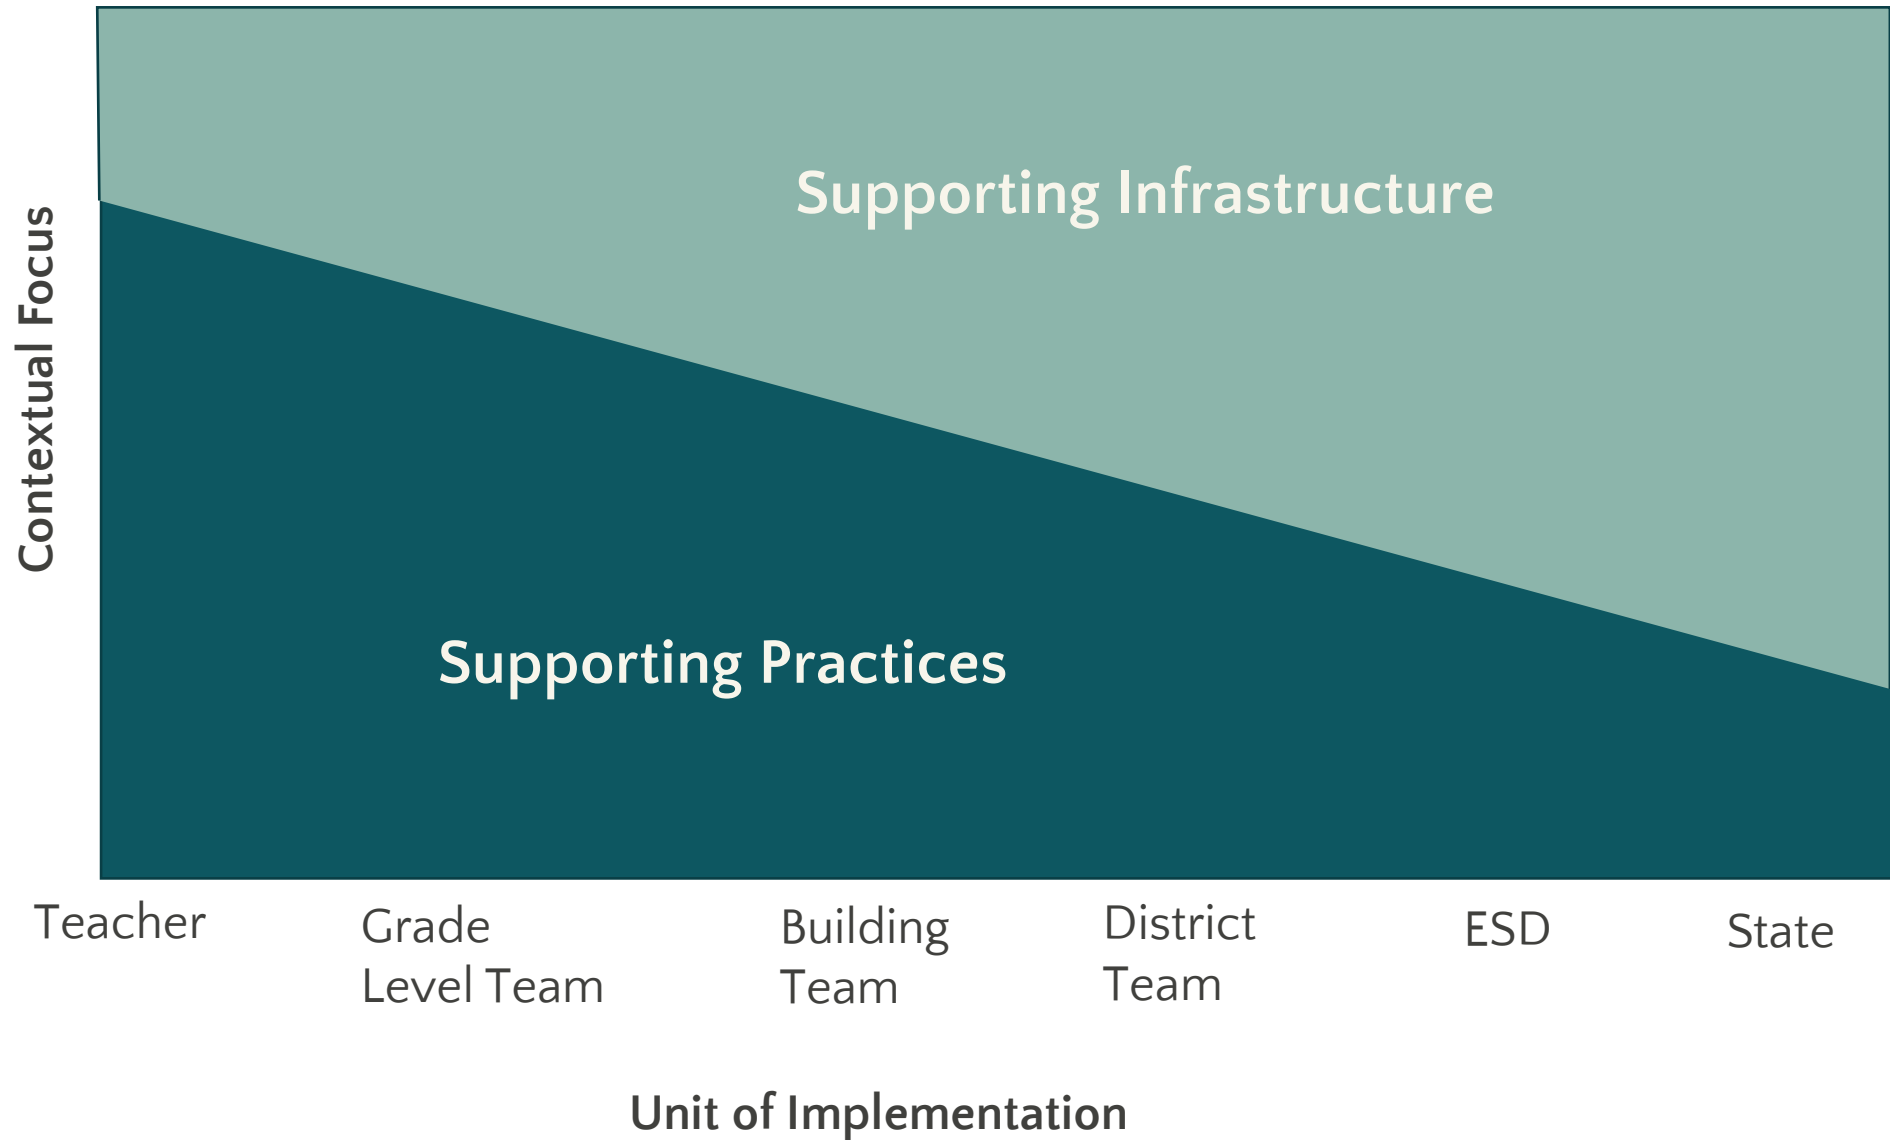 Supporting Infrastructure
Contextual Focus
Supporting Practices
Teacher
Grade
Level Team
Building
Team
District
Team
ESD
State
Unit of Implementation